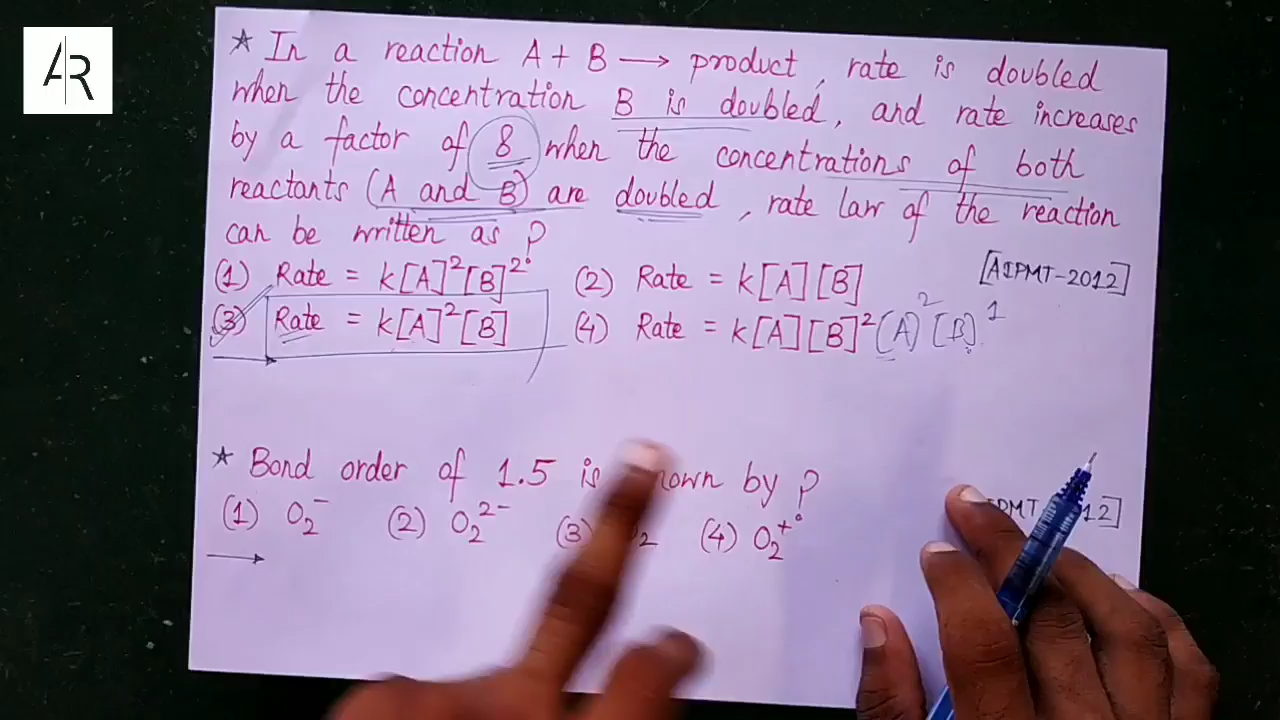 AR
* In a reaction A + B → product, rate is doubled
when the concentration B is doubled, and rate increases
by a factor of 8 when the concentrations of both
reactants (A and B) are doubled, rate law of the reaction
can be written as ?
(1) Rate = k[A]²[B]² (2) Rate = k[A][B] [AIPMT-2012]
(3) Rate = k[A]²[B] (4) Rate = k[A][B]² (A)² [B]¹
→
* Bond order of 1.5 is by ?
(1) O₂⁻ (2) O₂²⁻ (3) (4) O₂⁺
→